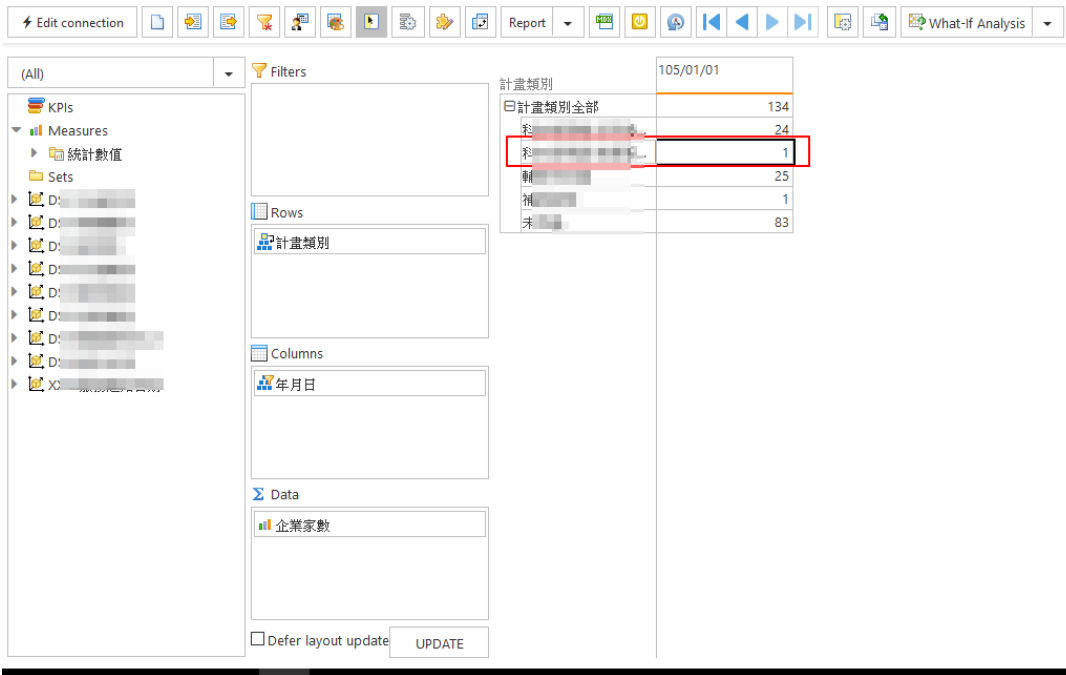 Edit connection
Report
MDX
What-If Analysis
(All)
KPIs
Measures
統計數值
Sets
Filters
Rows
計畫類別
Columns
年月日
Data
企業家數
Defer layout update
UPDATE
計畫類別
105/01/01
計畫類別全部 134
24
1
25
1
83